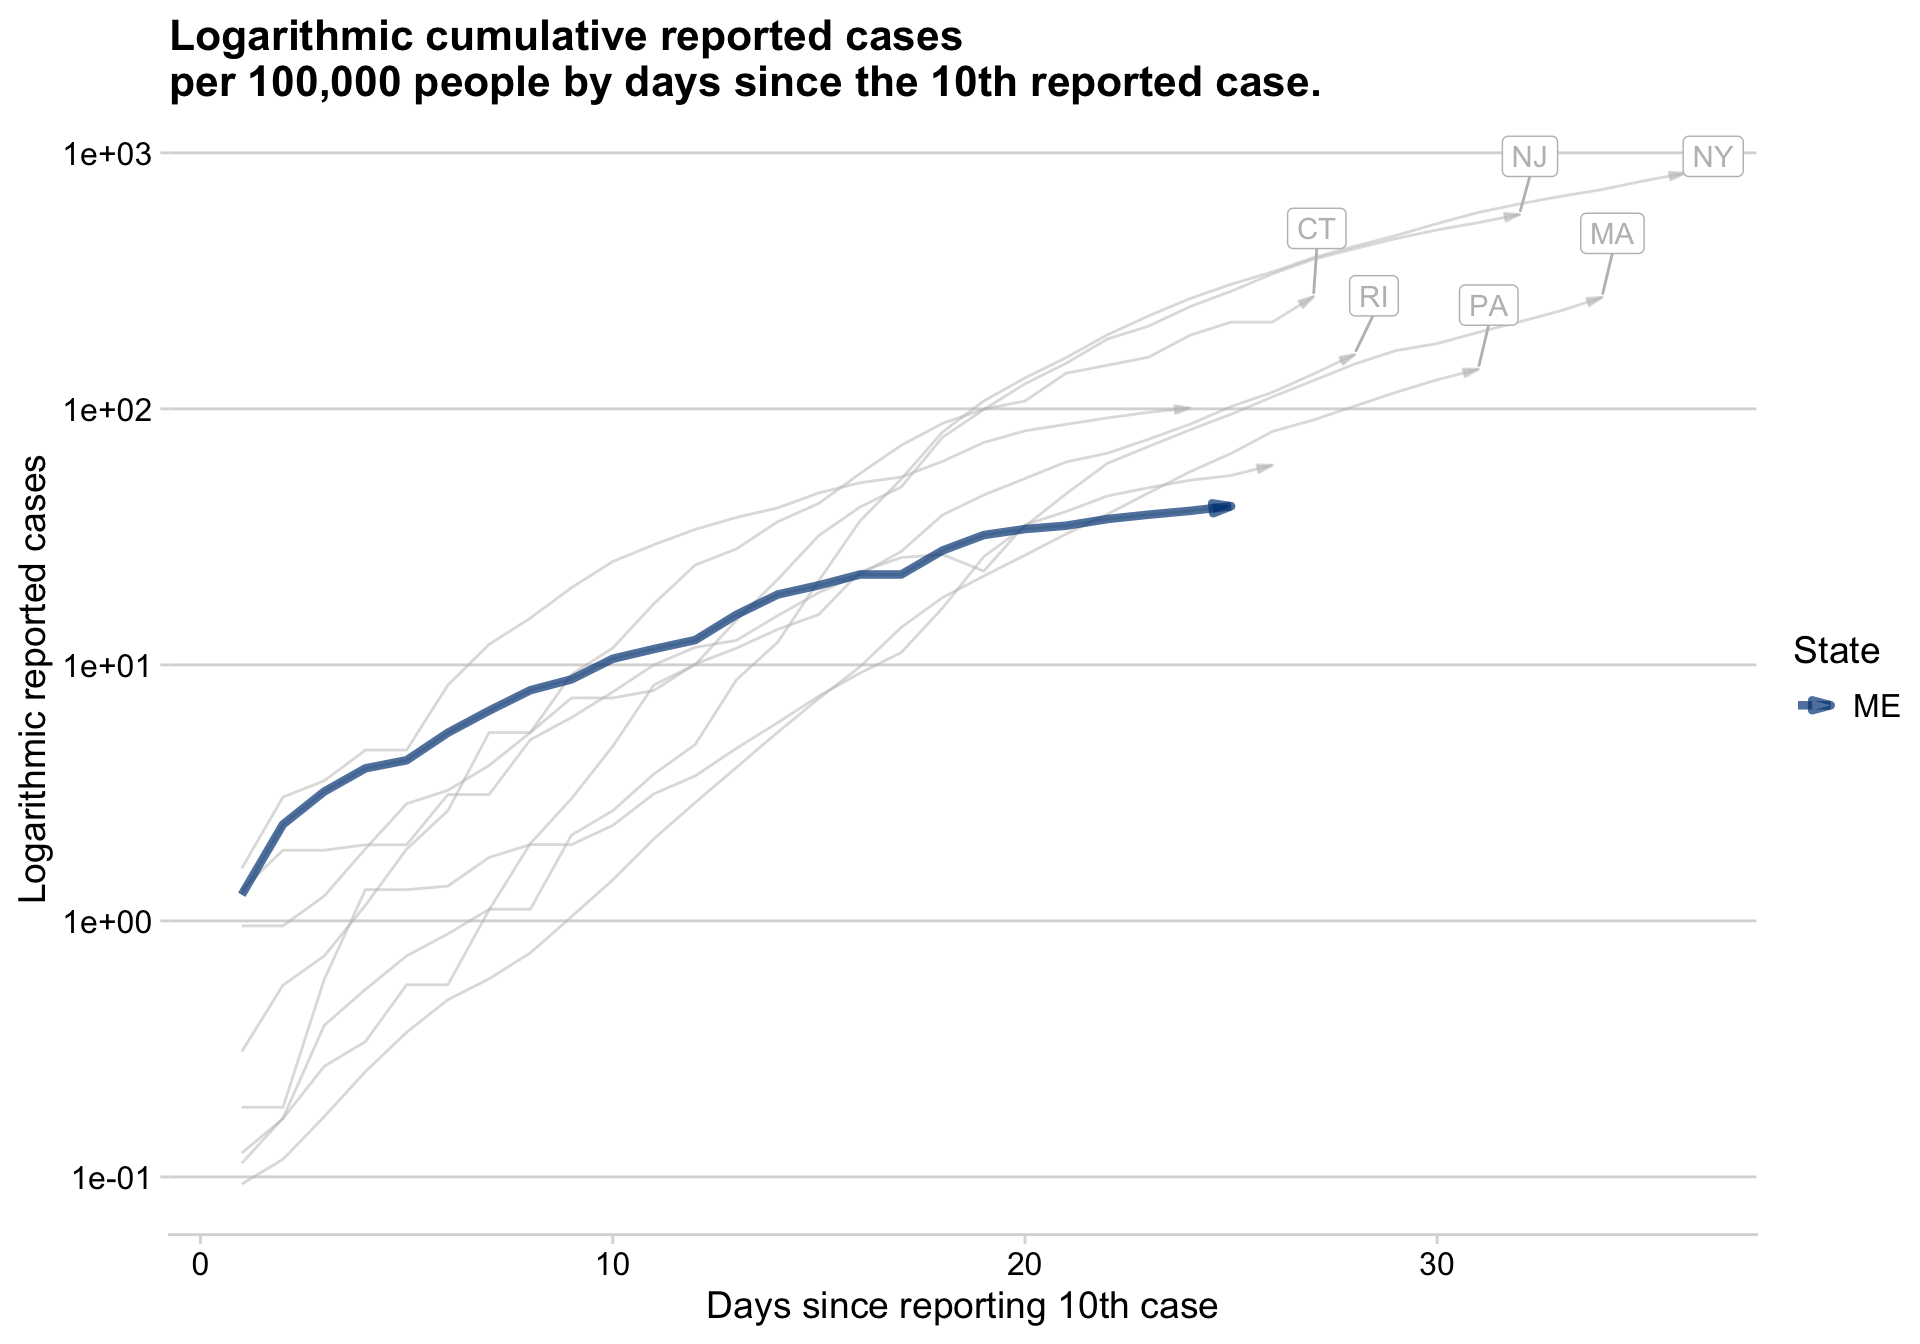 Logarithmic cumulative reported cases
per 100,000 people by days since the 10th reported case.
1e+03
1e+02
1e+01
1e+00
1e-01
Logarithmic reported cases
NJ
NY
CT
MA
RI
PA
State
ME
0
10
20
30
Days since reporting 10th case